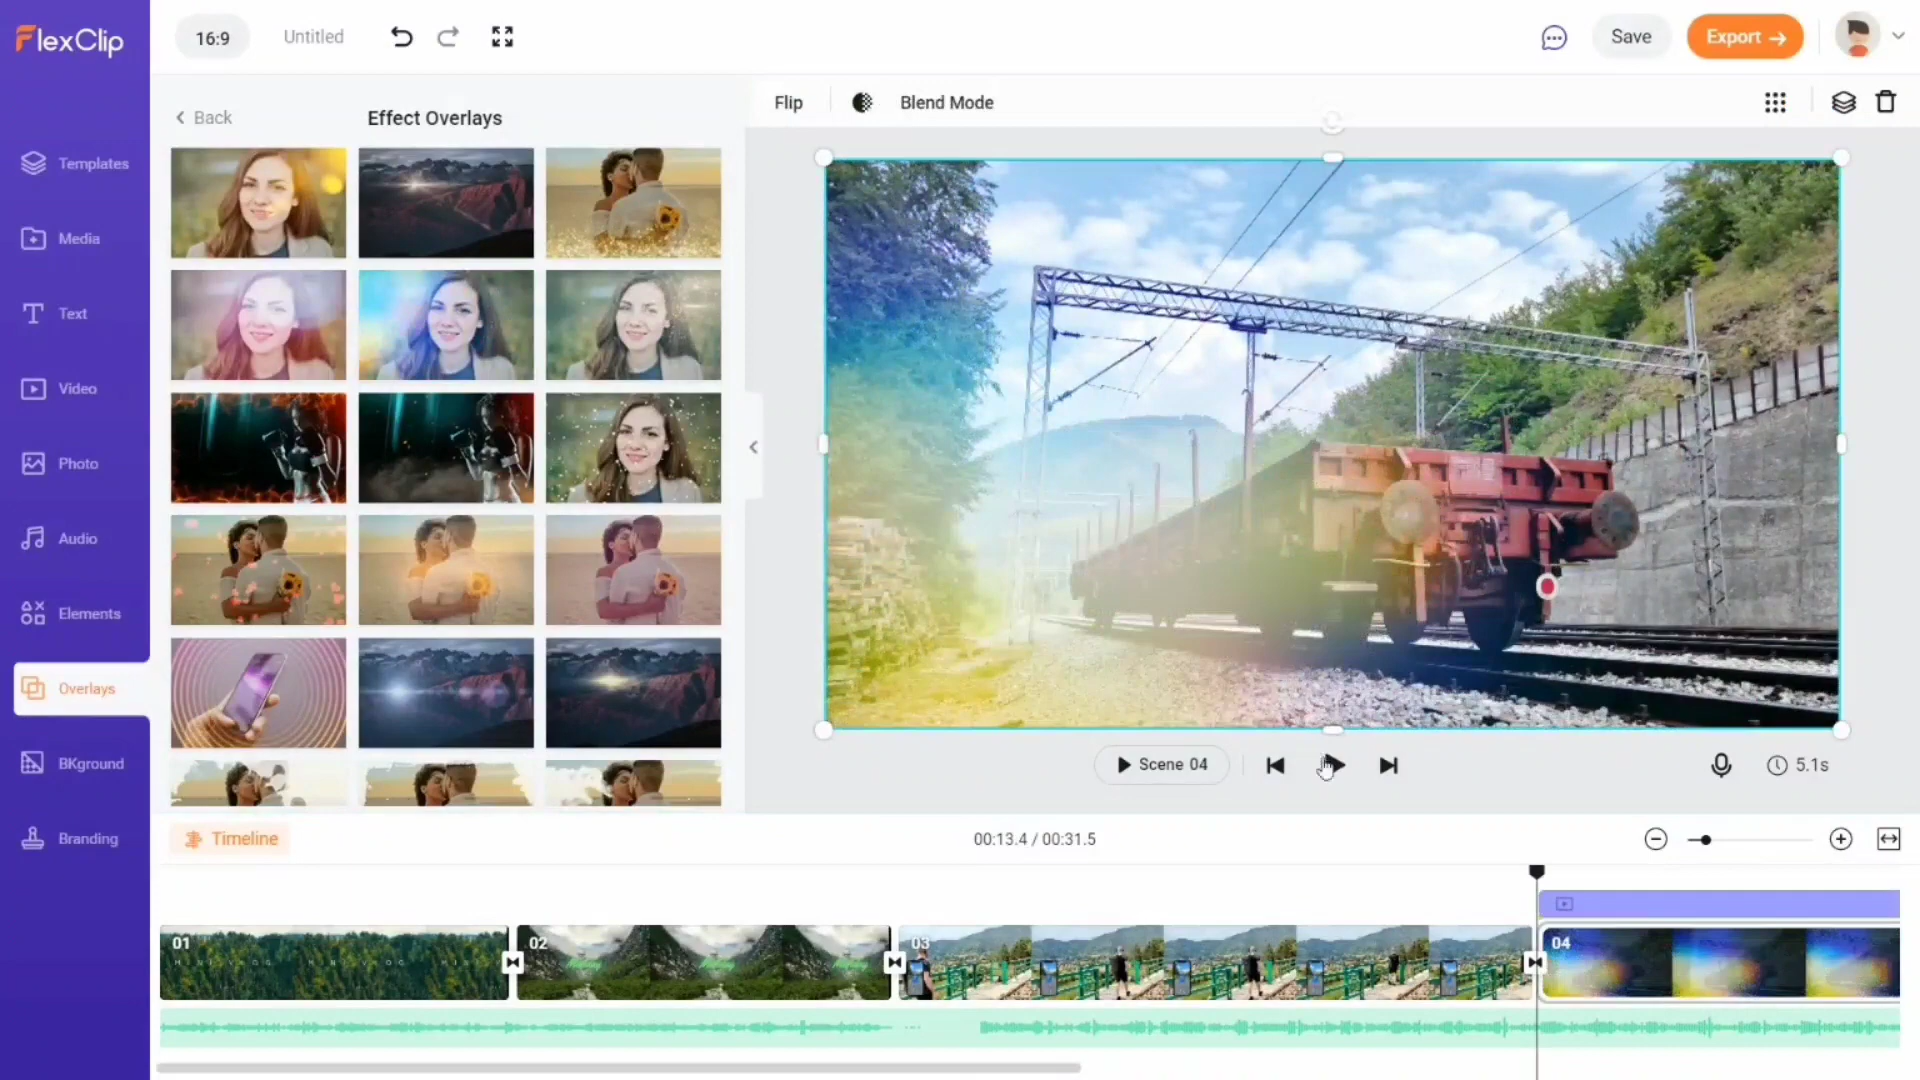 FlexClip
16:9
Untitled
Save
Export
Back
Effect Overlays
Flip
Blend Mode
Templates
Media
Text
Video
Photo
Audio
Elements
Overlays
BKground
Branding
Scene 04
5.1s
Timeline
00:13.4 / 00:31.5
01
02
03
04